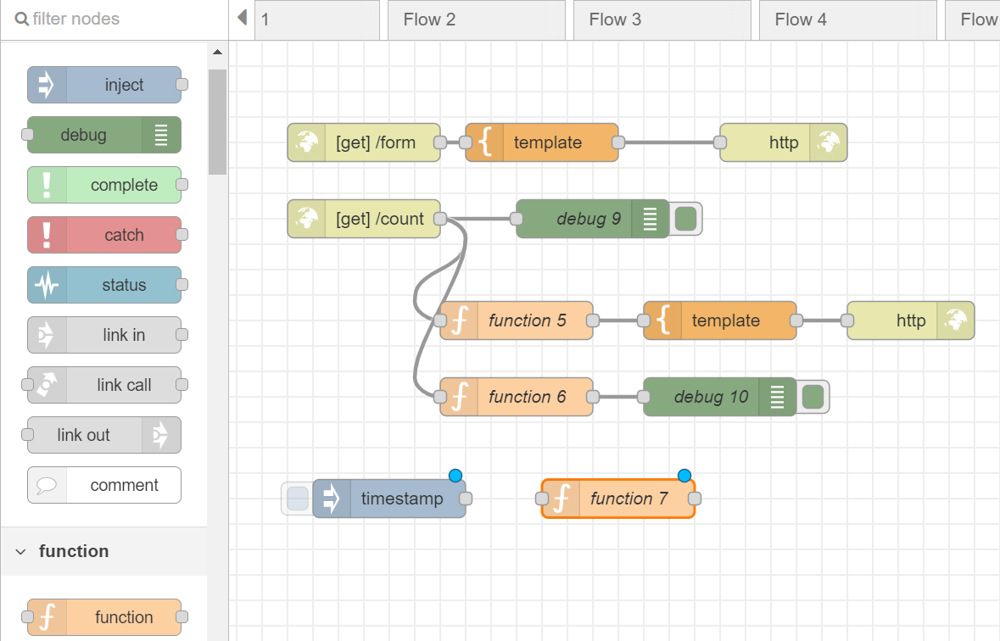 filter nodes
1
Flow 2
Flow 3
Flow 4
Flow
inject
debug
complete
catch
status
link in
link call
link out
comment
function
function
[get] /form
template
http
[get] /count
debug 9
function 5
template
http
function 6
debug 10
timestamp
function 7